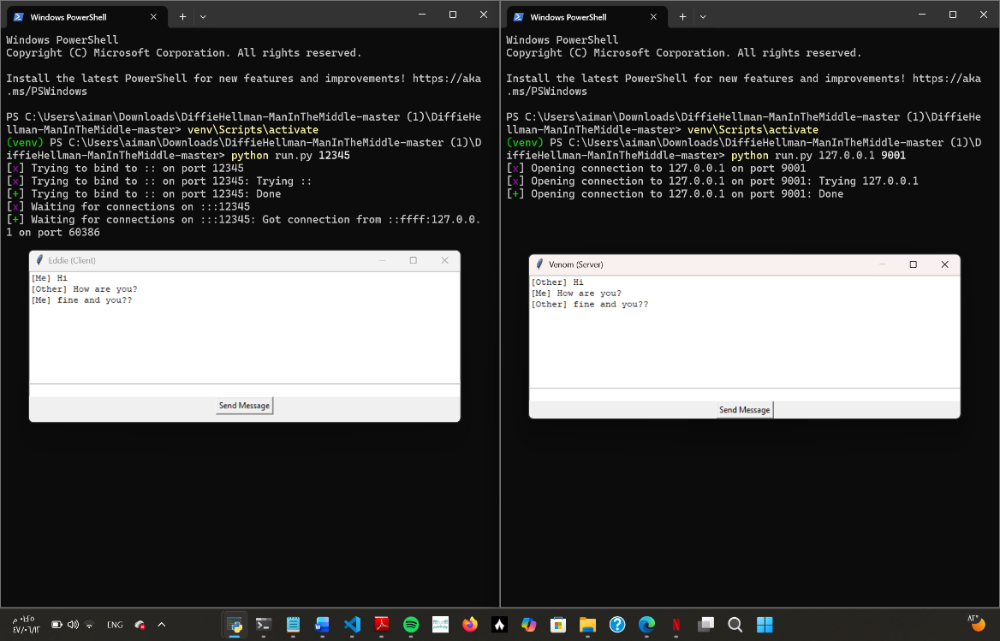 Windows PowerShell
Windows PowerShell
Copyright (C) Microsoft Corporation. All rights reserved.
Install the latest PowerShell for new features and improvements! https://aka
.ms/PSWindows
PS C:\Users\aiman\Downloads\DiffieHellman-ManInTheMiddle-master (1)\DiffieHe
llman-ManInTheMiddle-master> venv\Scripts\activate
(venv) PS C:\Users\aiman\Downloads\DiffieHellman-ManInTheMiddle-master (1)\D
iffieHellman-ManInTheMiddle-master> python run.py 12345
[x] Trying to bind to :: on port 12345
[x] Trying to bind to :: on port 12345: Trying ::
[+] Trying to bind to :: on port 12345: Done
[x] Waiting for connections on :::12345
[+] Waiting for connections on :::12345: Got connection from ::ffff:127.0.0.
1 on port 60386
Eddie (Client)
[Me] Hi
[Other] How are you?
[Me] fine and you??
Send Message
Windows PowerShell
Windows PowerShell
Copyright (C) Microsoft Corporation. All rights reserved.
Install the latest PowerShell for new features and improvements! https://aka
.ms/PSWindows
PS C:\Users\aiman\Downloads\DiffieHellman-ManInTheMiddle-master (1)\DiffieHe
llman-ManInTheMiddle-master> venv\Scripts\activate
(venv) PS C:\Users\aiman\Downloads\DiffieHellman-ManInTheMiddle-master (1)\D
iffieHellman-ManInTheMiddle-master> python run.py 127.0.0.1 9001
[x] Opening connection to 127.0.0.1 on port 9001
[x] Opening connection to 127.0.0.1 on port 9001: Trying 127.0.0.1
[+] Opening connection to 127.0.0.1 on port 9001: Done
Venom (Server)
[Other] Hi
[Me] How are you?
[Other] fine and you??
Send Message
ENG